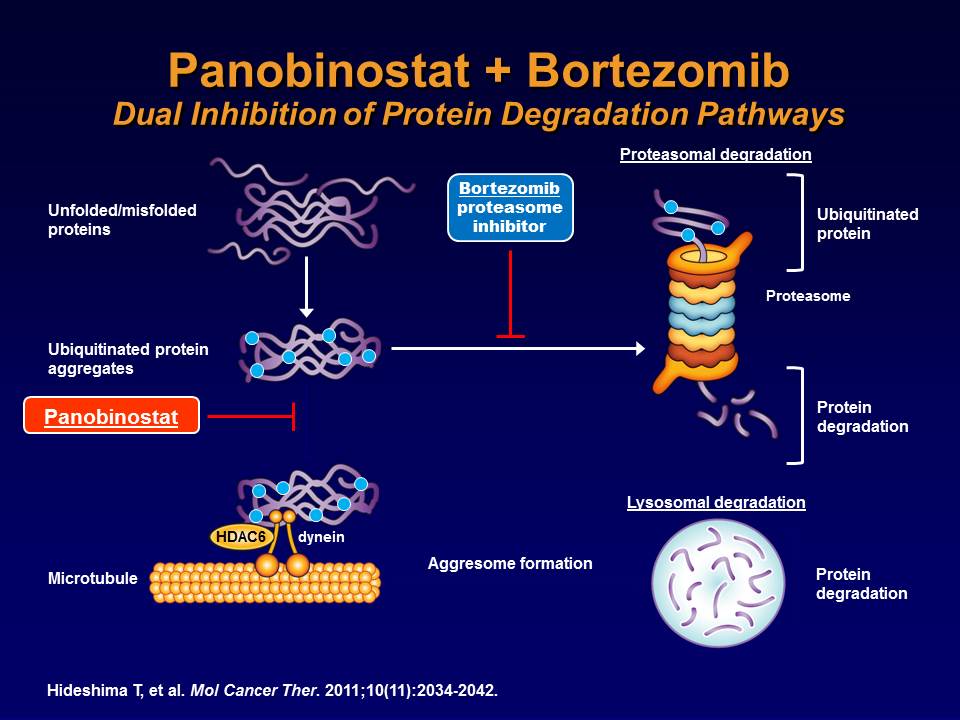 Panobinostat + Bortezomib
Dual Inhibition of Protein Degradation Pathways
Proteasomal degradation
Unfolded/misfolded
proteins
Bortezomib
proteasome
inhibitor
Ubiquitinated
protein
Proteasome
Ubiquitinated protein
aggregates
Panobinostat
Protein
degradation
Lysosomal degradation
HDAC6
dynein
Microtubule
Aggresome formation
Protein
degradation
Hideshima T, et al. Mol Cancer Ther. 2011;10(11):2034-2042.